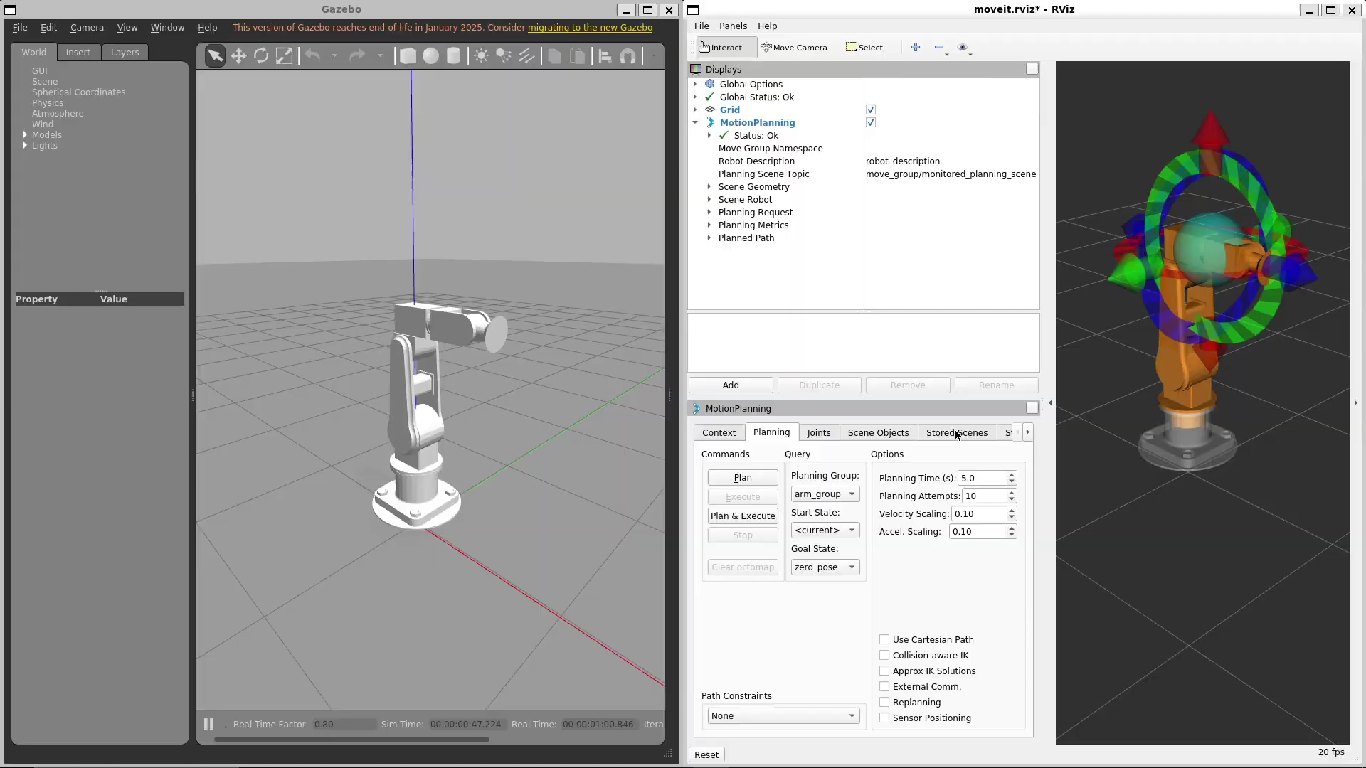 Gazebo
File Edit Camera View Window Help
This version of Gazebo reaches end of life in January 2025. Consider migrating to the new Gazebo
World Insert Layers
GUI
Scene
Spherical Coordinates
Physics
Atmosphere
Wind
Models
Lights
Property Value
Real Time Factor: 0.80 Sim Time: 00:00:00:47.224 Real Time: 00:00:01:00.846 Itera
moveit.rviz* - RViz
File Panels Help
Interact Move Camera Select
Displays
Global Options
Global Status: Ok
Grid
MotionPlanning
Status: Ok
Move Group Namespace
Robot Description robot_description
Planning Scene Topic move_group/monitored_planning_scene
Scene Geometry
Scene Robot
Planning Request
Planning Metrics
Planned Path
Add Duplicate Remove Rename
MotionPlanning
Context Planning Joints Scene Objects Stored Scenes
Commands Query Options
Plan
Execute
Plan & Execute
Stop
Clear octomap
Planning Group:
arm_group
Start State:
<current>
Goal State:
zero_pose
Planning Time (s): 5.0
Planning Attempts: 10
Velocity Scaling: 0.10
Accel. Scaling: 0.10
Use Cartesian Path
Collision-aware IK
Approx IK Solutions
External Comm.
Replanning
Sensor Positioning
Path Constraints
None
Reset
20 fps